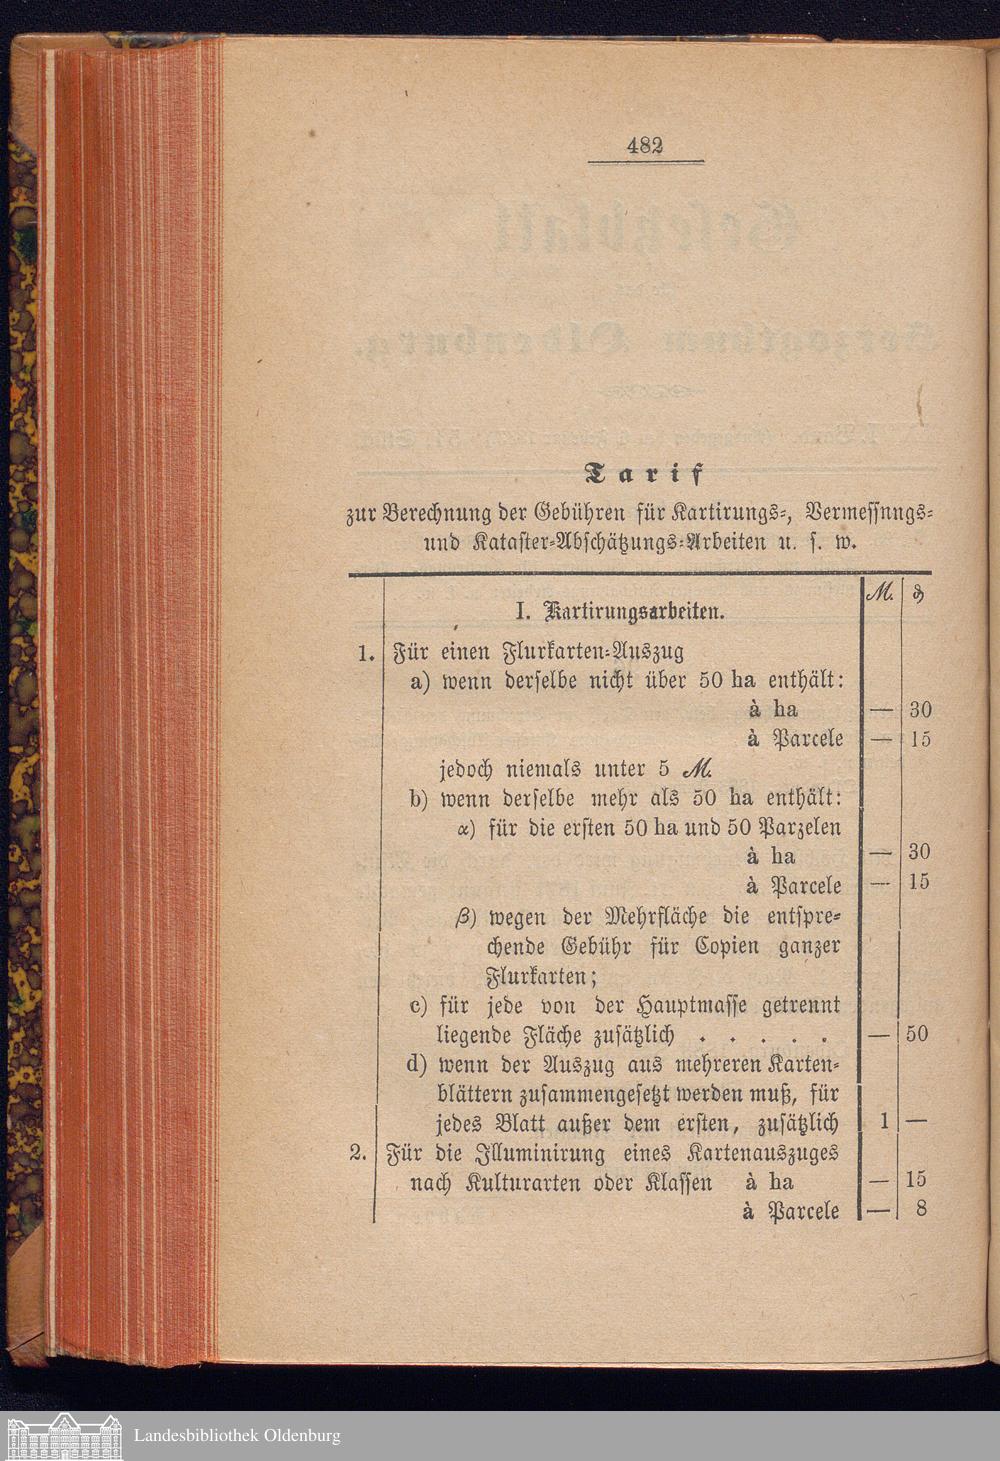 482
Tarif
zur Berechnung der Gebühren für Kartirungs-, Vermessnngs-
und Kataster-Abschätzungs-Arbeiten u. s. w.
I. Kartirungsarbeiten. M. ₰
1. Für einen Flurkarten-Auszug
a) wenn derselbe nicht über 50 ha enthält:
à ha — 30
à Parcele — 15
jedoch niemals unter 5 M.
b) wenn derselbe mehr als 50 ha enthält:
α) für die ersten 50 ha und 50 Parzelen
à ha — 30
à Parcele — 15
β) wegen der Mehrfläche die entspre-
chende Gebühr für Copien ganzer
Flurkarten;
c) für jede von der Hauptmasse getrennt
liegende Fläche zusätzlich . . . . . — 50
d) wenn der Auszug aus mehreren Karten-
blättern zusammengesetzt werden muß, für
jedes Blatt außer dem ersten, zusätzlich 1 —
2. Für die Illuminirung eines Kartenauszuges
nach Kulturarten oder Klassen à ha — 15
à Parcele — 8
Landesbibliothek Oldenburg